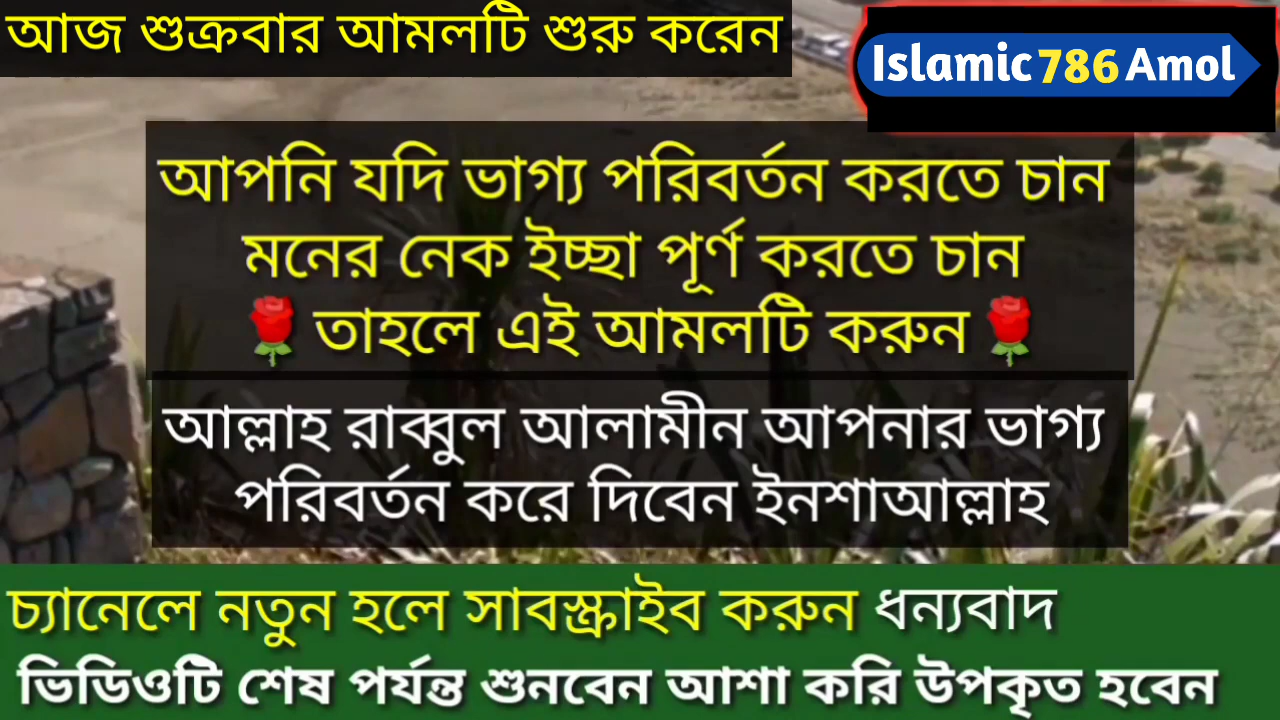 আজ শুক্রবার আমলটি শুরু করেন
Islamic 786 Amol
আপনি যদি ভাগ্য পরিবর্তন করতে চান
মনের নেক ইচ্ছা পূর্ণ করতে চান
🌹 তাহলে এই আমলটি করুন 🌹
আল্লাহ রাব্বুল আলামীন আপনার ভাগ্য
পরিবর্তন করে দিবেন ইনশাআল্লাহ
চ্যানেলে নতুন হলে সাবস্ক্রাইব করুন ধন্যবাদ
ভিডিওটি শেষ পর্যন্ত শুনবেন আশা করি উপকৃত হবেন